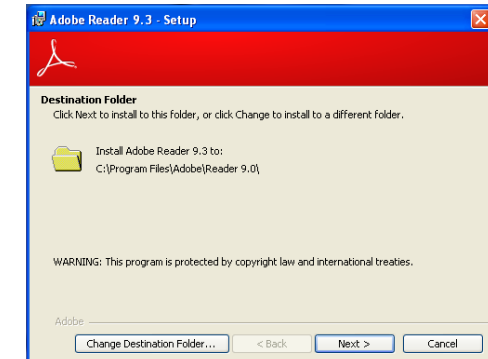 Adobe Reader 9.3 - Setup
Destination Folder
Click Next to install to this folder, or click Change to install to a different folder.
Install Adobe Reader 9.3 to:
C:\Program Files\Adobe\Reader 9.0\
WARNING: This program is protected by copyright law and international treaties.
Adobe
Change Destination Folder... < Back Next > Cancel